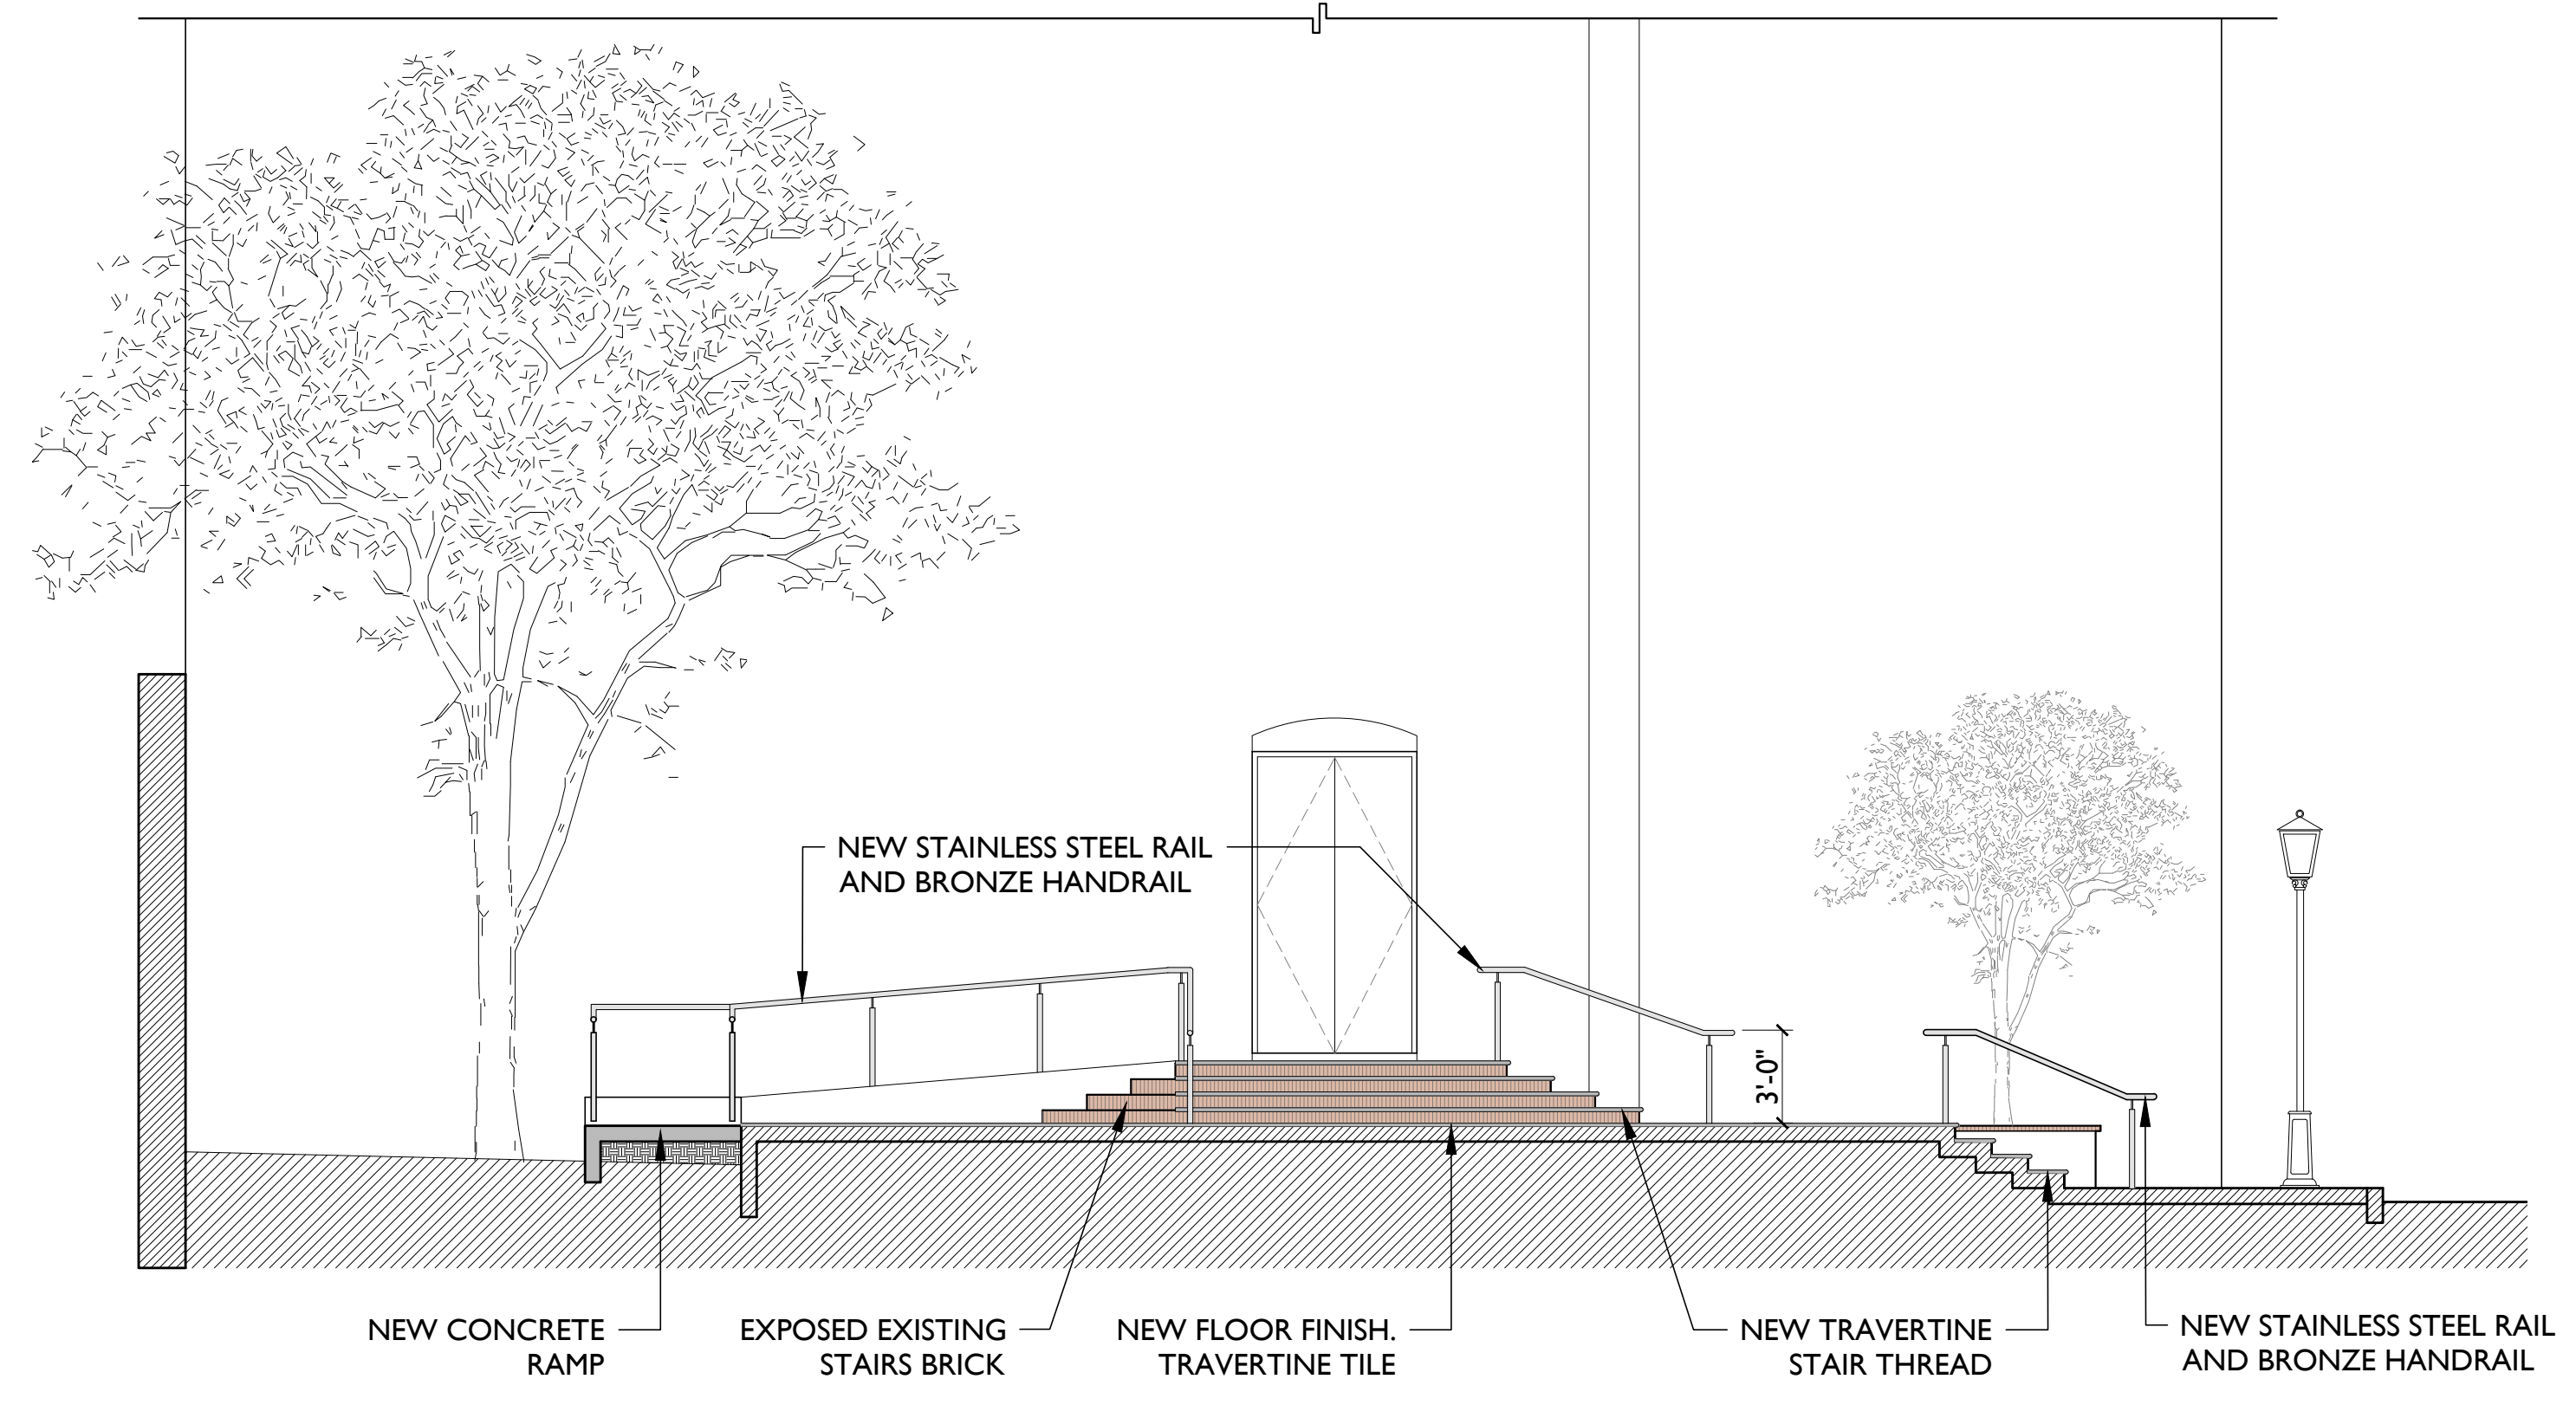 NEW STAINLESS STEEL RAIL
AND BRONZE HANDRAIL
3'-0"
NEW CONCRETE
RAMP
EXPOSED EXISTING
STAIRS BRICK
NEW FLOOR FINISH.
TRAVERTINE TILE
NEW TRAVERTINE
STAIR THREAD
NEW STAINLESS STEEL RAIL
AND BRONZE HANDRAIL